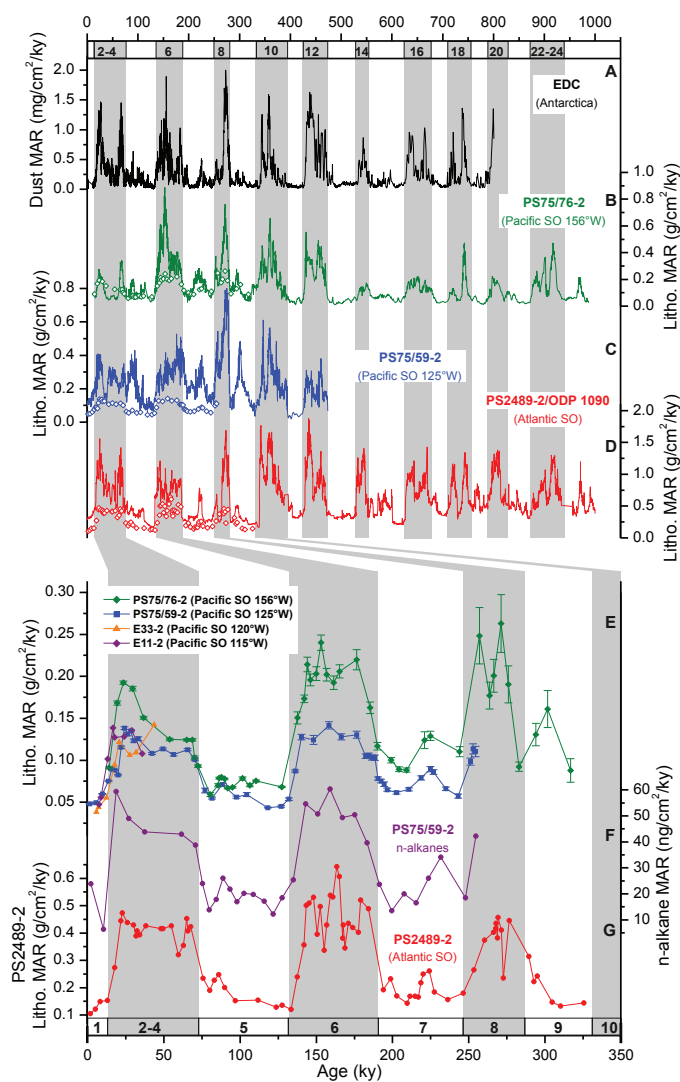 0 50 100 150 200 250 300 350 400 450 500 550 600 650 700 750 800 850 900 950 1000
2-4 6 8 10 12 14 16 18 20 22-24
A
EDC
(Antarctica)
Dust MAR (mg/cm²/ky)
2.0
1.5
1.0
0.5
0.0
B
PS75/76-2
(Pacific SO 156°W)
Litho. MAR (g/cm²/ky)
1.0
0.8
0.6
0.4
0.2
0.0
C
PS75/59-2
(Pacific SO 125°W)
Litho. MAR (g/cm²/ky)
0.8
0.6
0.4
0.2
0.0
PS2489-2/ODP 1090
(Atlantic SO)
D
Litho. MAR (g/cm²/ky)
2.0
1.5
1.0
0.5
0.0
PS75/76-2 (Pacific SO 156°W)
PS75/59-2 (Pacific SO 125°W)
E33-2 (Pacific SO 120°W)
E11-2 (Pacific SO 115°W)
E
Litho. MAR (g/cm²/ky)
0.30
0.25
0.20
0.15
0.10
0.05
F
PS75/59-2
n-alkanes
n-alkane MAR (ng/cm²/ky)
60
50
40
30
20
10
G
PS2489-2
(Atlantic SO)
PS2489-2
Litho. MAR (g/cm²/ky)
0.6
0.5
0.4
0.3
0.2
0.1
1 2-4 5 6 7 8 9 10
0 50 100 150 200 250 300 350
Age (ky)